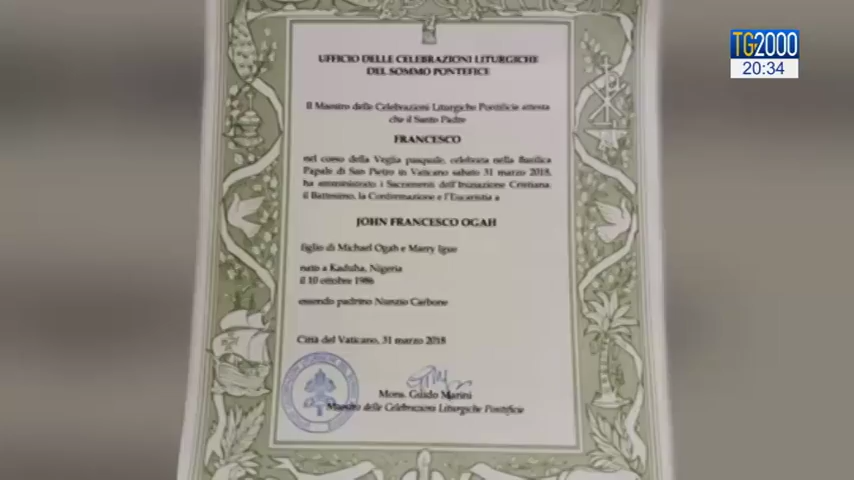 TG2000
20:34
UFFICIO DELLE CELEBRAZIONI LITURGICHE
DEL SOMMO PONTEFICE
Il Maestro delle Celebrazioni Liturgiche Pontificie attesta
che il Santo Padre
FRANCESCO
nel corso della Veglia pasquale, celebrata nella Basilica
Papale di San Pietro in Vaticano sabato 31 marzo 2018,
ha amministrato i Sacramenti dell'Iniziazione Cristiana
il Battesimo, la Confermazione e l'Eucaristia a
JOHN FRANCESCO OGAH
figlio di Michael Ogah e Marry
nato a Kaduha, Nigeria
il 10 ottobre 1986
essendo padrino Nunzio Carbone
Città del Vaticano, 31 marzo 2018
Mons. Guido Marini
Maestro delle Celebrazioni Liturgiche Pontificie